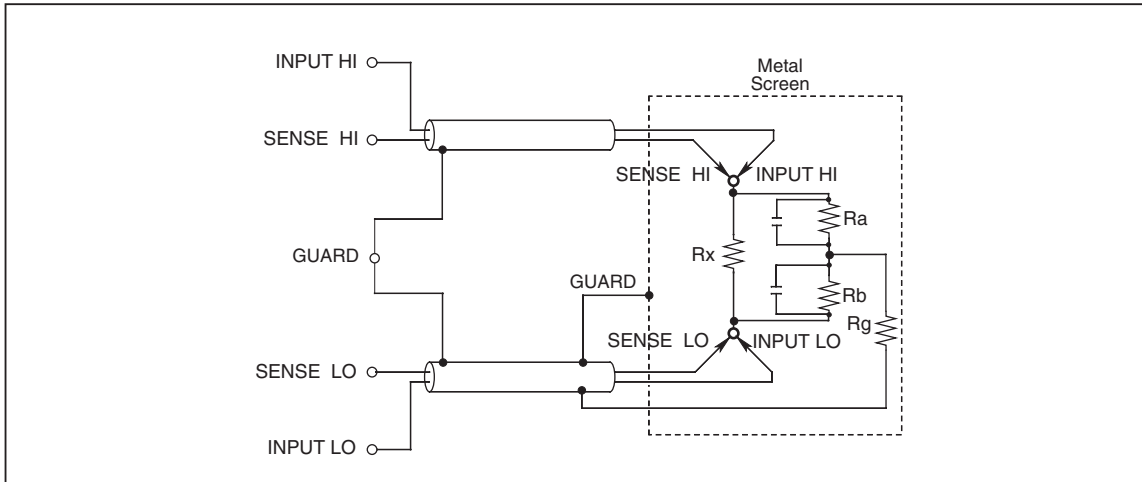 INPUT HI
Metal
Screen
SENSE HI
SENSE HI INPUT HI
Ra
Rx
GUARD
GUARD
Rb
Rg
SENSE LO INPUT LO
SENSE LO
INPUT LO